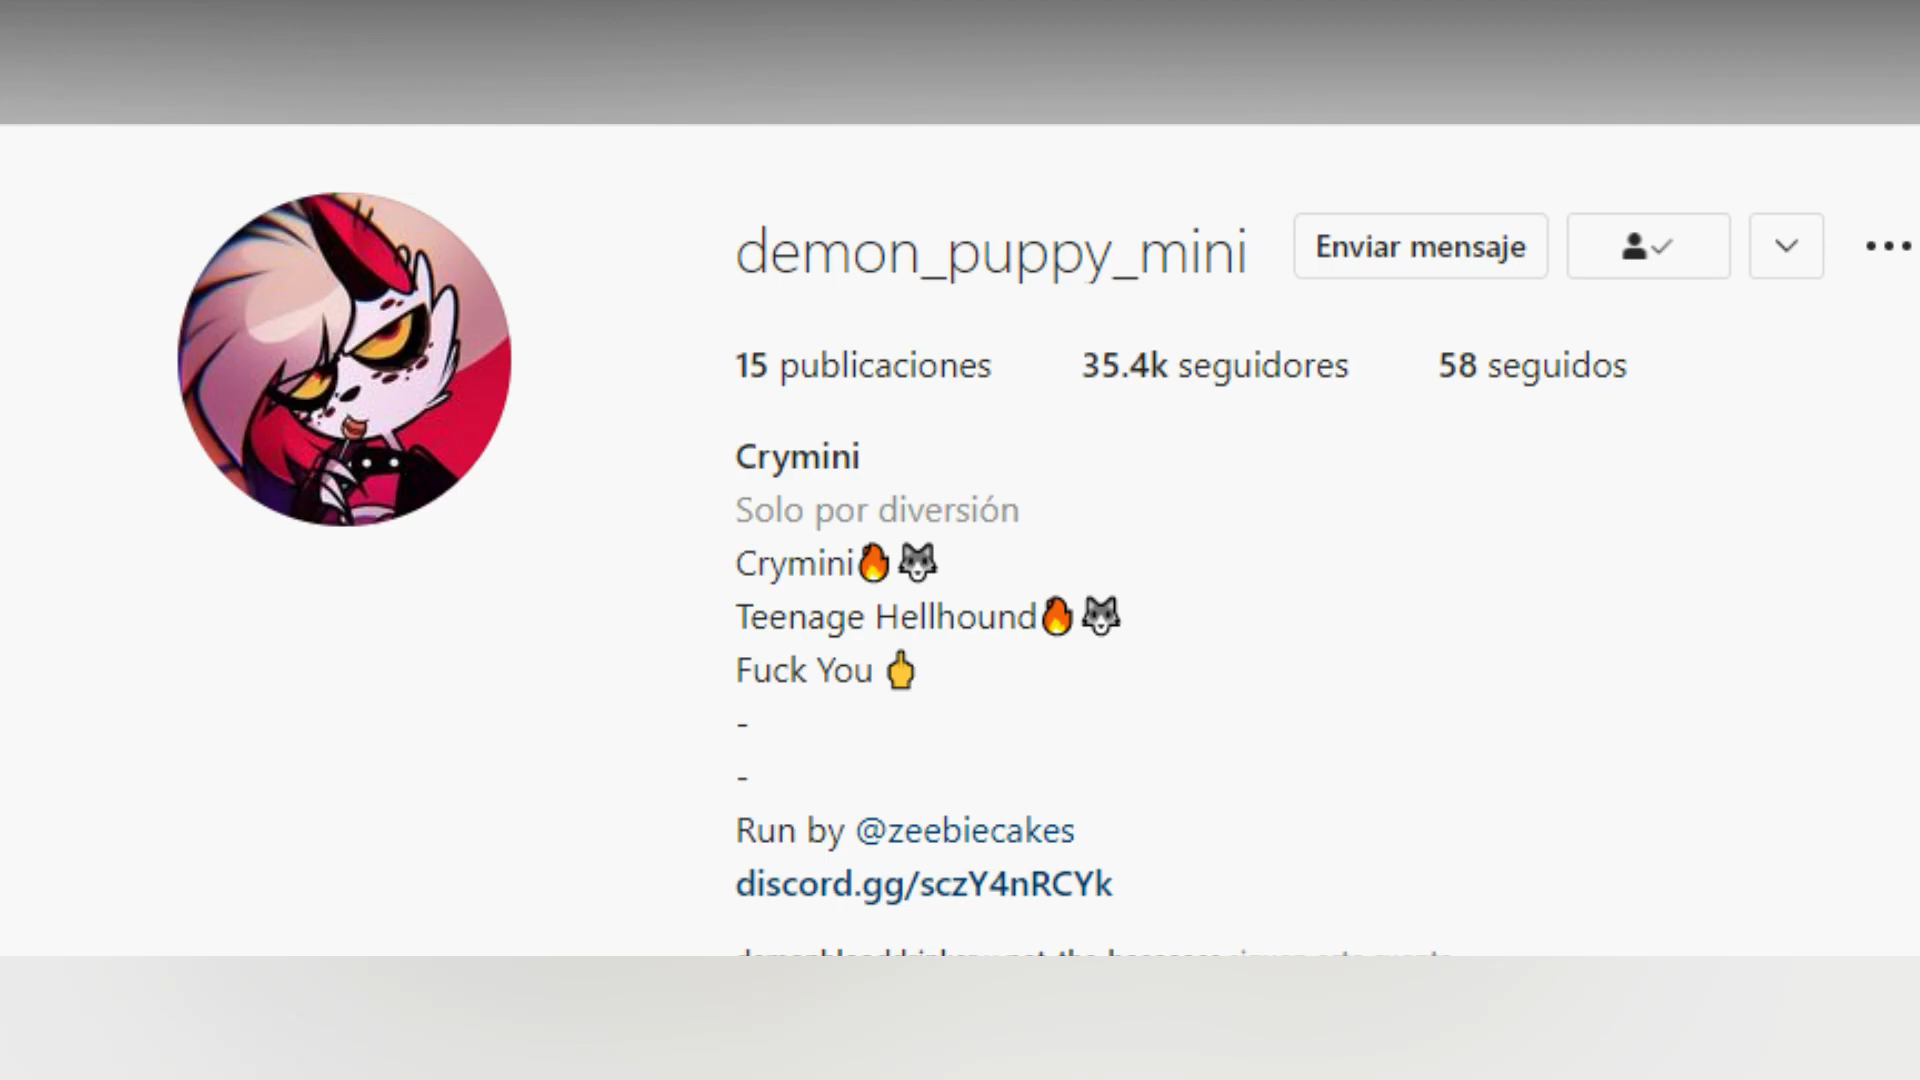 demon_puppy_mini Enviar mensaje
15 publicaciones 35.4k seguidores 58 seguidos
Crymini
Solo por diversión
Crymini🔥🐺
Teenage Hellhound🔥🐺
Fuck You 🖕
-
-
Run by @zeebiecakes
discord.gg/sczY4nRCYk